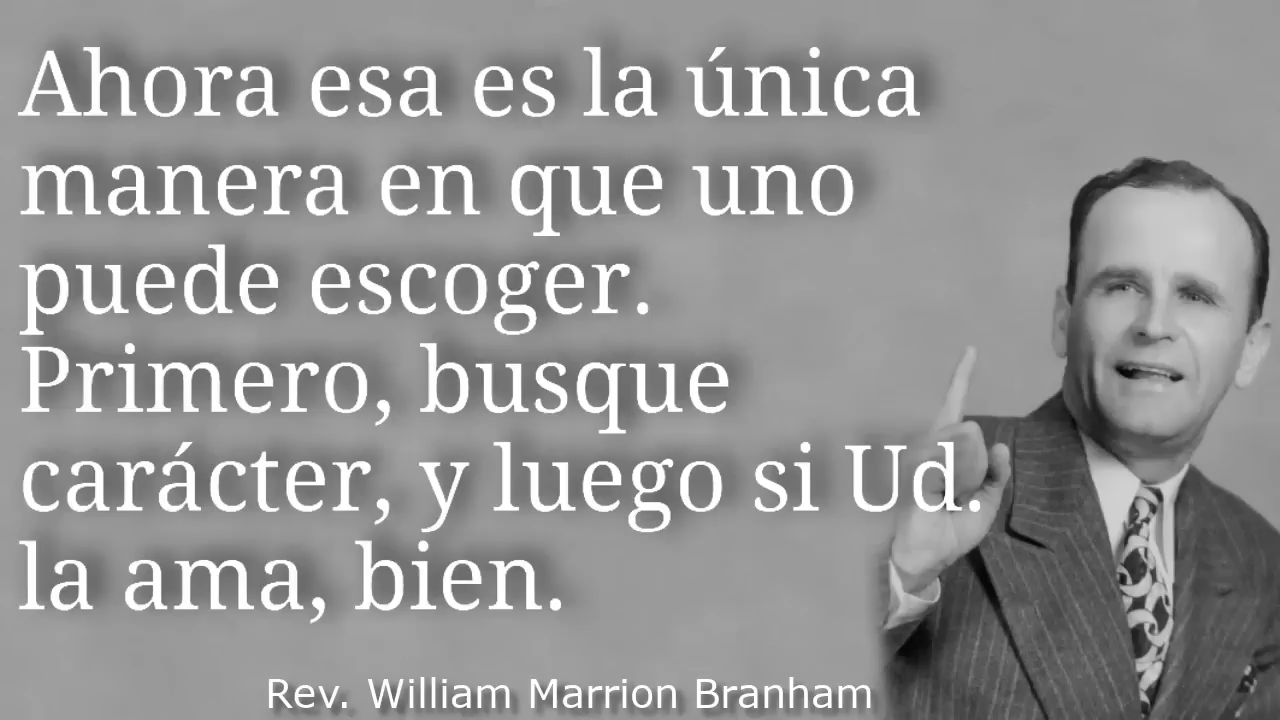 Ahora esa es la única
manera en que uno
puede escoger.
Primero, busque
carácter, y luego si Ud.
la ama, bien.
Rev. William Marrion Branham